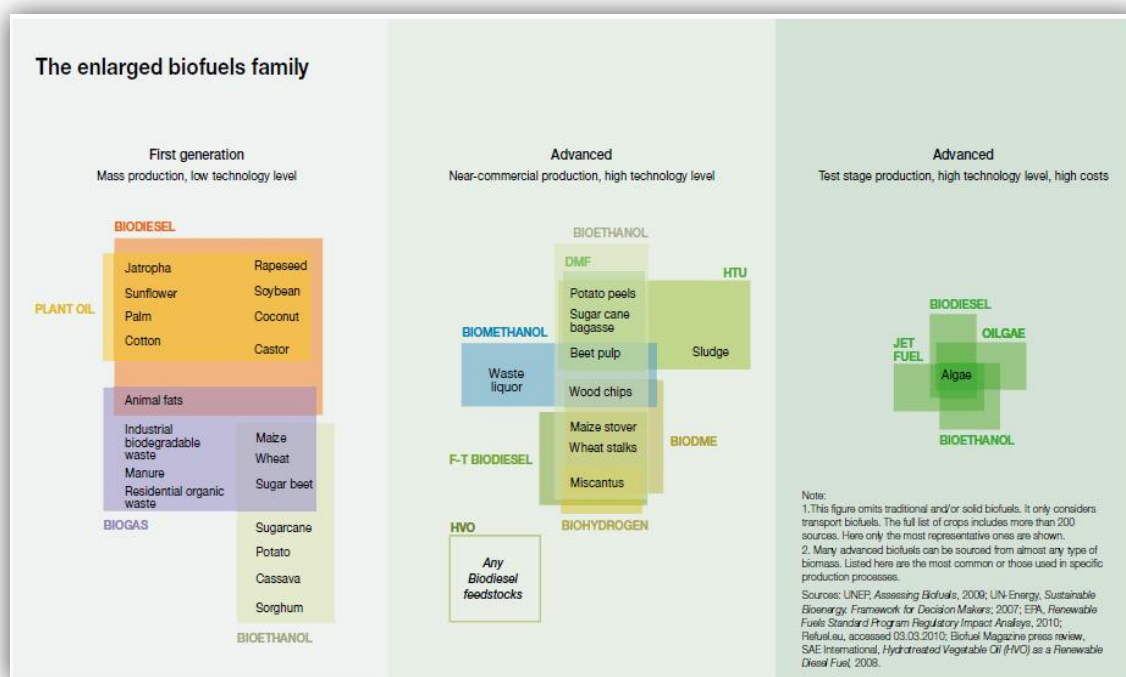 The enlarged biofuels family
First generation
Mass production, low technology level
BIODIESEL
PLANT OIL
Jatropha
Rapeseed
Sunflower
Soybean
Palm
Coconut
Cotton
Castor
Animal fats
Industrial
biodegradable
waste
Manure
Residential organic
waste
Maize
Wheat
Sugar beet
BIOGAS
Sugarcane
Potato
Cassava
Sorghum
BIOETHANOL
Advanced
Near-commercial production, high technology level
BIOETHANOL
DMF
HTU
Potato peels
Sugar cane
bagasse
BIOMETHANOL
Beet pulp
Sludge
Waste
liquor
Wood chips
Maize stover
Wheat stalks
BIODME
F-T BIODIESEL
Miscantus
BIOHYDROGEN
HVO
Any
Biodiesel
feedstocks
Advanced
Test stage production, high technology level, high costs
BIODIESEL
OILGAE
JET
FUEL
Algae
BIOETHANOL
Note:
1.This figure omits traditional and/or solid biofuels. It only considers
transport biofuels. The full list of crops includes more than 200
sources. Here only the most representative ones are shown.
2. Many advanced biofuels can be sourced from almost any type of
biomass. Listed here are the most common or those used in specific
production processes.
Sources: UNEP, Assessing Biofuels, 2009; UN-Energy, Sustainable
Bioenergy. Framework for Decision Makers; 2007; EPA, Renewable
Fuels Standard Program Regulatory Impact Analisys, 2010;
Refuel.eu, accessed 03.03.2010; Biofuel Magazine press review,
SAE International, Hydrotreated Vegetable Oil (HVO) as a Renewable
Diesel Fuel, 2008.